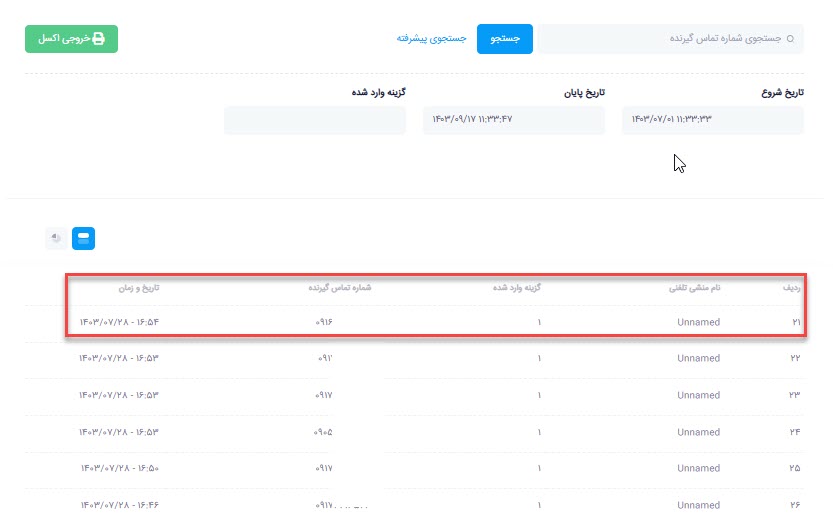 جستجوی شماره تماس گیرنده جستجو جستجوی پیشرفته خروجی اکسل
تاریخ شروع تاریخ پایان گزینه وارد شده
۱۴۰۳/۰۷/۰۱ ۱۱:۳۳:۳۳ ۱۴۰۳/۰۹/۱۷ ۱۱:۳۳:۴۷
ردیف نام منشی تلفنی گزینه وارد شده شماره تماس گیرنده تاریخ و زمان
۲۱ Unnamed ۱ ۰۹۱۶ ۱۴۰۳/۰۷/۲۸ - ۱۶:۵۴
۲۲ Unnamed ۱ ۰۹۱ ۱۴۰۳/۰۷/۲۸ - ۱۶:۵۳
۲۳ Unnamed ۱ ۰۹۱۷ ۱۴۰۳/۰۷/۲۸ - ۱۶:۵۳
۲۴ Unnamed ۱ ۰۹۰۵ ۱۴۰۳/۰۷/۲۸ - ۱۶:۵۳
۲۵ Unnamed ۱ ۰۹۱۷ ۱۴۰۳/۰۷/۲۸ - ۱۶:۵۰
۲۶ Unnamed ۱ ۰۹۱۷ ۱۴۰۳/۰۷/۲۸ - ۱۶:۴۶